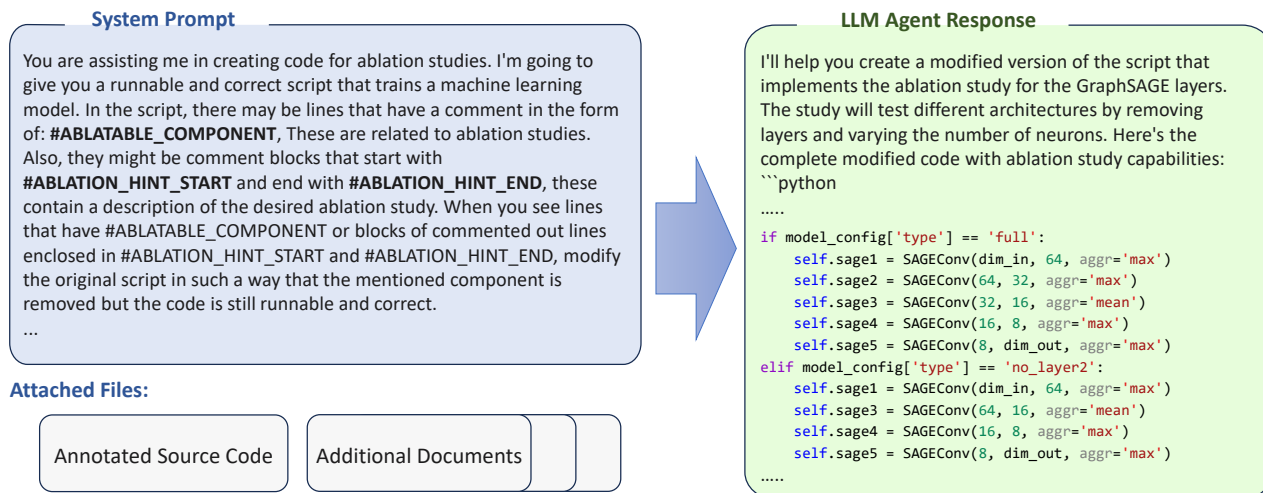 System Prompt
You are assisting me in creating code for ablation studies. I'm going to
give you a runnable and correct script that trains a machine learning
model. In the script, there may be lines that have a comment in the form
of: #ABLATABLE_COMPONENT, These are related to ablation studies.
Also, they might be comment blocks that start with
#ABLATION_HINT_START and end with #ABLATION_HINT_END, these
contain a description of the desired ablation study. When you see lines
that have #ABLATABLE_COMPONENT or blocks of commented out lines
enclosed in #ABLATION_HINT_START and #ABLATION_HINT_END, modify
the original script in such a way that the mentioned component is
removed but the code is still runnable and correct.
...
Attached Files:
Annotated Source Code
Additional Documents
LLM Agent Response
I'll help you create a modified version of the script that
implements the ablation study for the GraphSAGE layers.
The study will test different architectures by removing
layers and varying the number of neurons. Here's the
complete modified code with ablation study capabilities:
```python
…..
if model_config['type'] == 'full':
    self.sage1 = SAGEConv(dim_in, 64, aggr='max')
    self.sage2 = SAGEConv(64, 32, aggr='max')
    self.sage3 = SAGEConv(32, 16, aggr='mean')
    self.sage4 = SAGEConv(16, 8, aggr='max')
    self.sage5 = SAGEConv(8, dim_out, aggr='max')
elif model_config['type'] == 'no_layer2':
    self.sage1 = SAGEConv(dim_in, 64, aggr='max')
    self.sage3 = SAGEConv(64, 16, aggr='mean')
    self.sage4 = SAGEConv(16, 8, aggr='max')
    self.sage5 = SAGEConv(8, dim_out, aggr='max')
…..